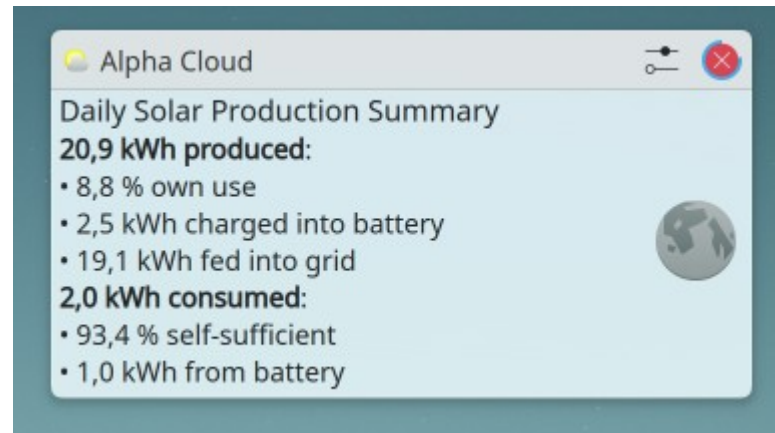 Alpha Cloud
Daily Solar Production Summary
20,9 kWh produced:
• 8,8 % own use
• 2,5 kWh charged into battery
• 19,1 kWh fed into grid
2,0 kWh consumed:
• 93,4 % self-sufficient
• 1,0 kWh from battery